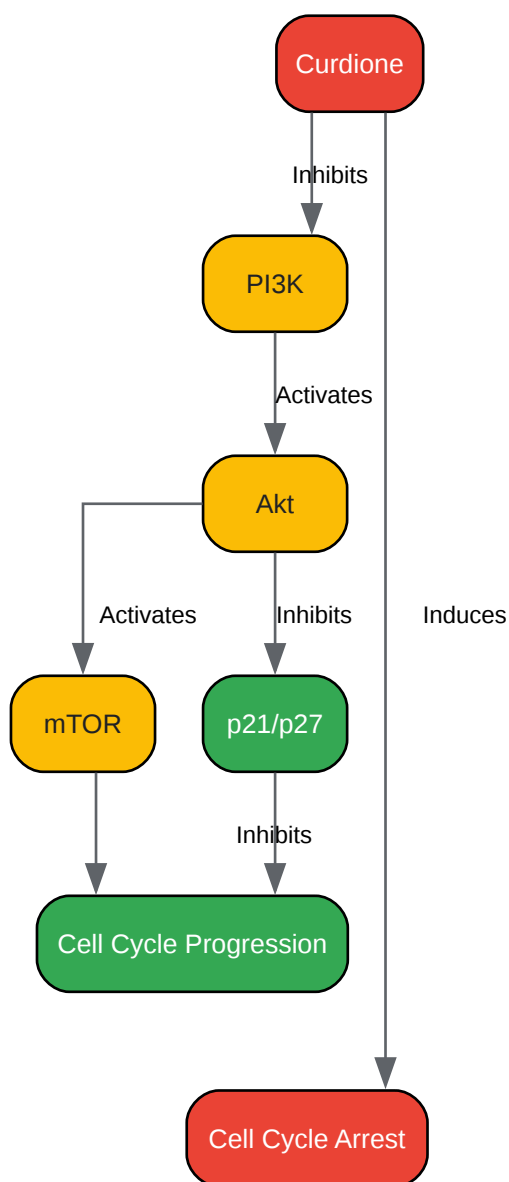 Curdione
Inhibits
PI3K
Activates
Akt
Activates
Inhibits
Induces
mTOR
p21/p27
Inhibits
Cell Cycle Progression
Cell Cycle Arrest